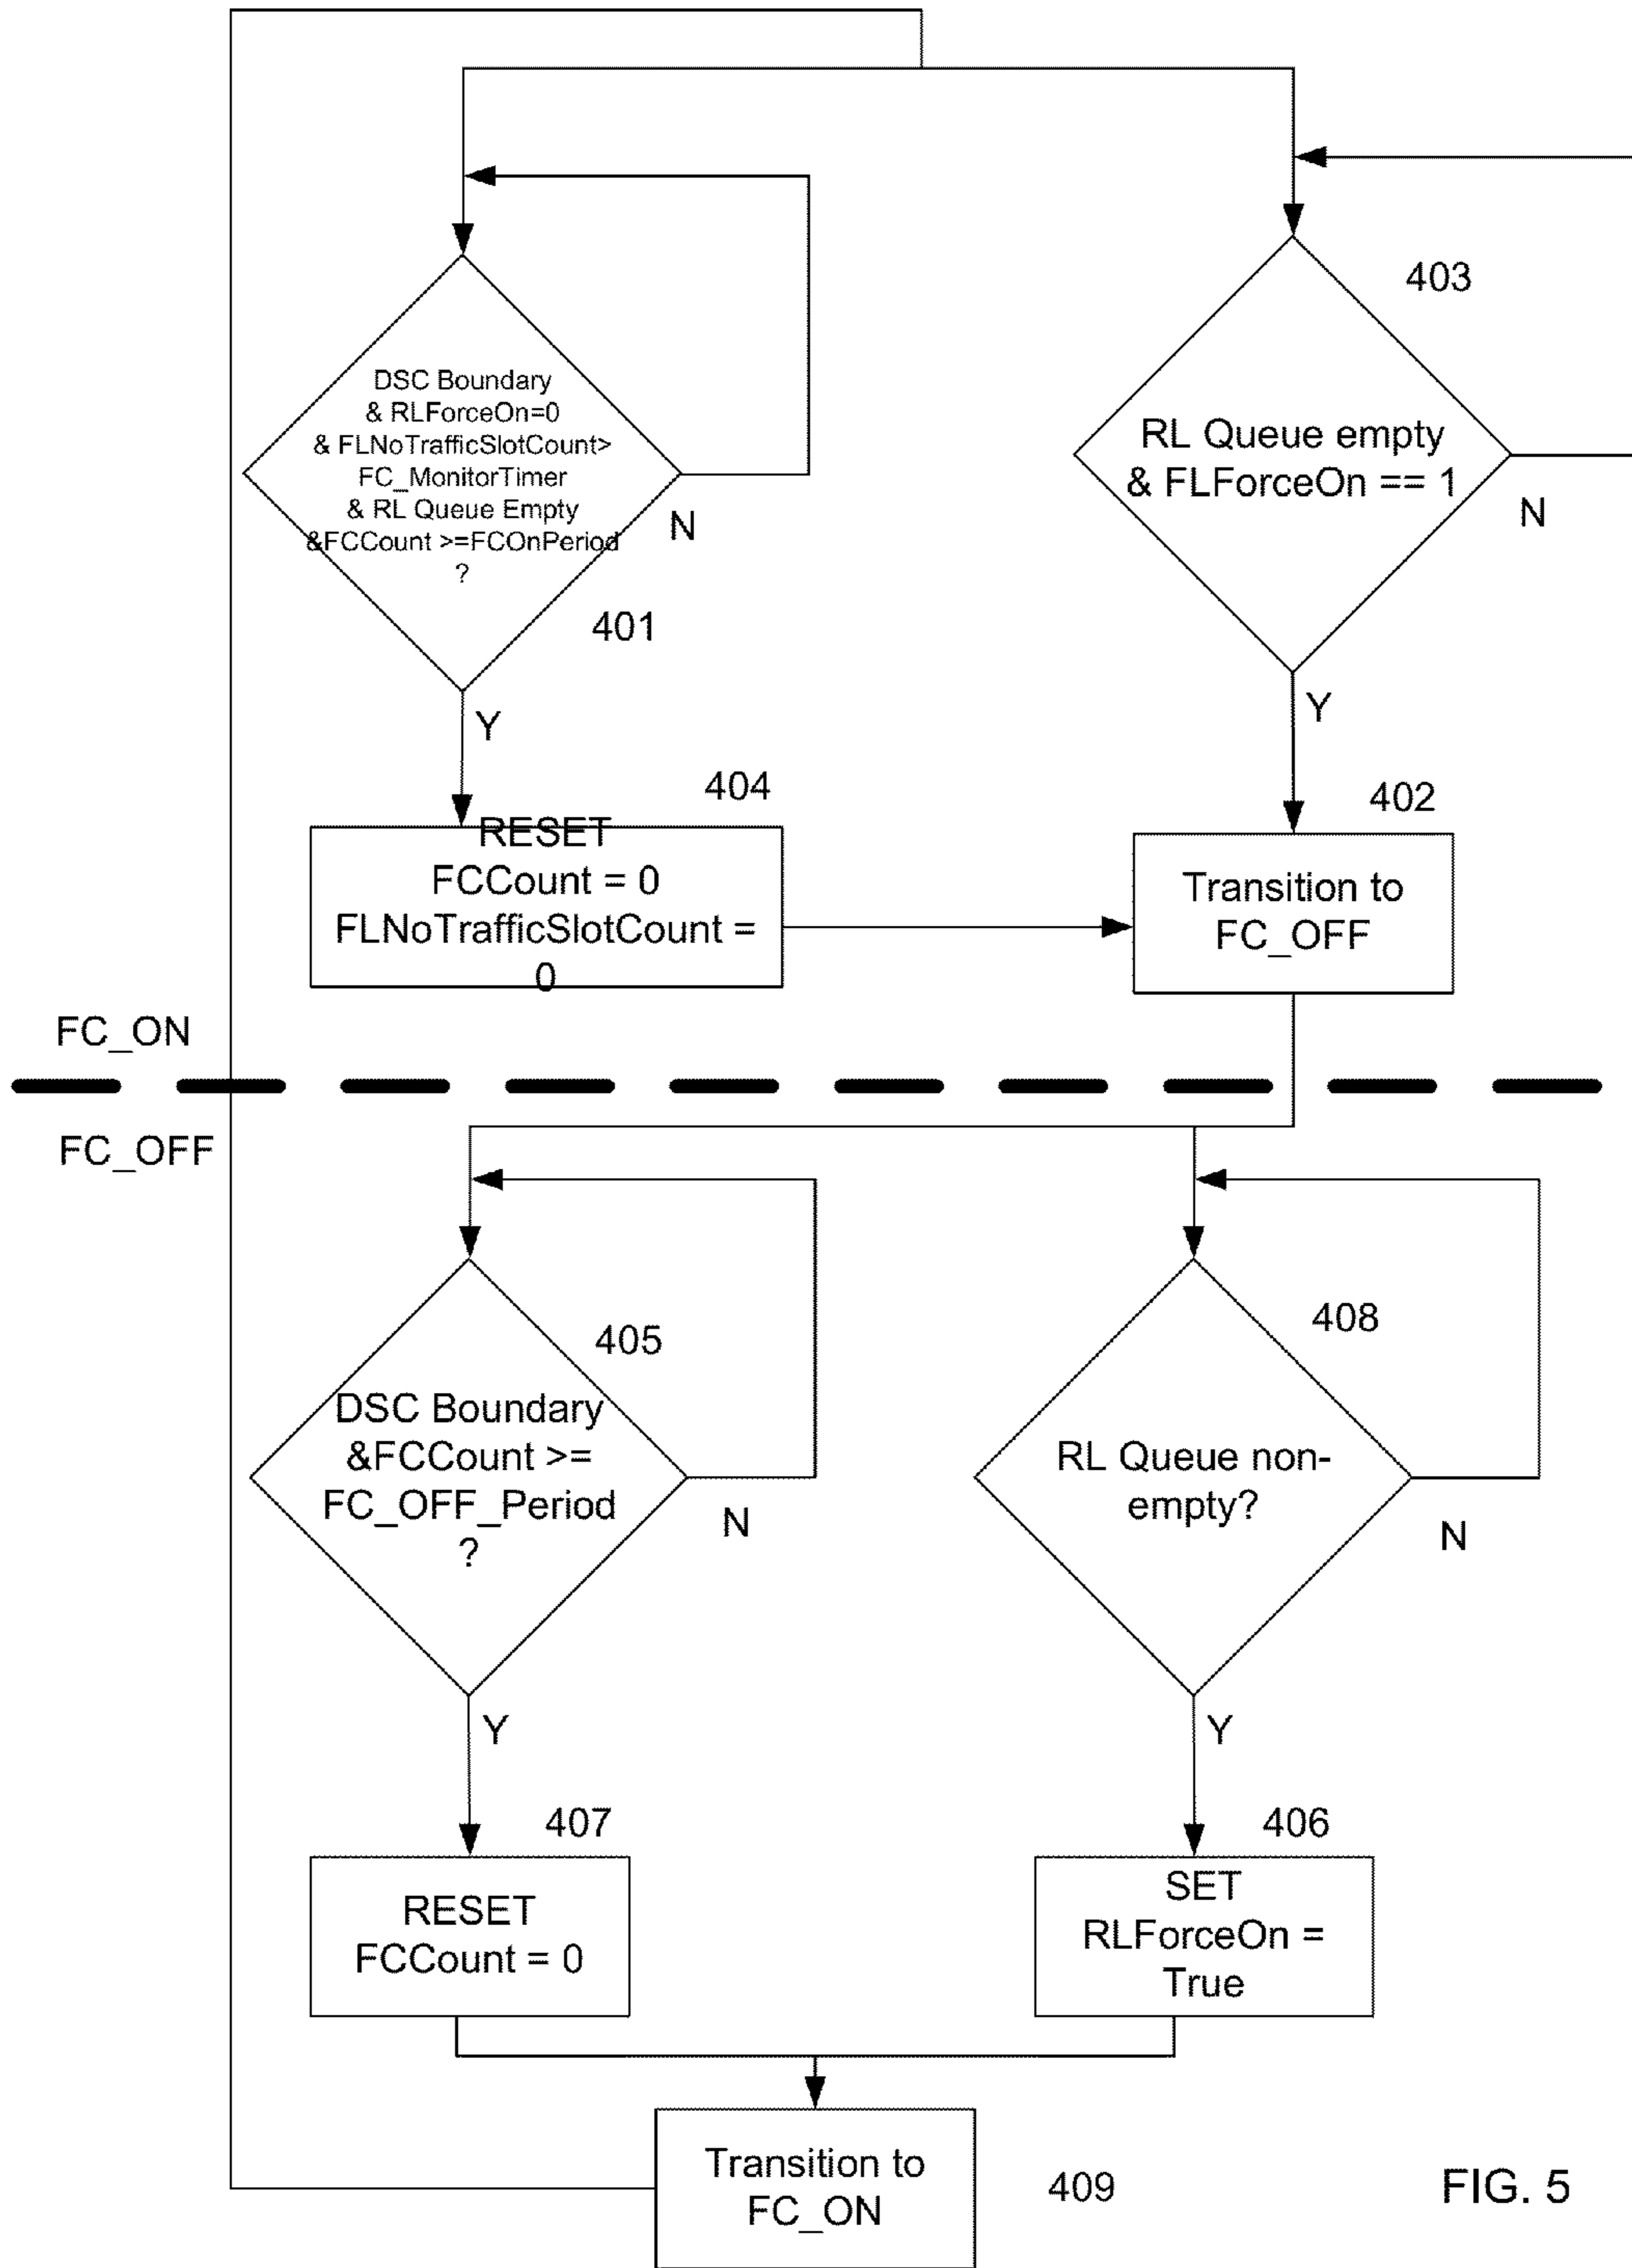 403
DSC Boundary
& RLForceOn=0
& FLNoTrafficSlotCount>
FC_MonitorTimer
& RL Queue Empty
&FCCount >=FCOnPeriod
?
N
401
Y
RL Queue empty
& FLForceOn == 1
N
Y
404
RESET
FCCount = 0
FLNoTrafficSlotCount =
0
402
Transition to
FC_OFF
FC_ON
FC_OFF
405
DSC Boundary
&FCCount >=
FC_OFF_Period
?
N
Y
408
RL Queue non-
empty?
N
Y
407
RESET
FCCount = 0
406
SET
RLForceOn =
True
Transition to
FC_ON
409
FIG. 5